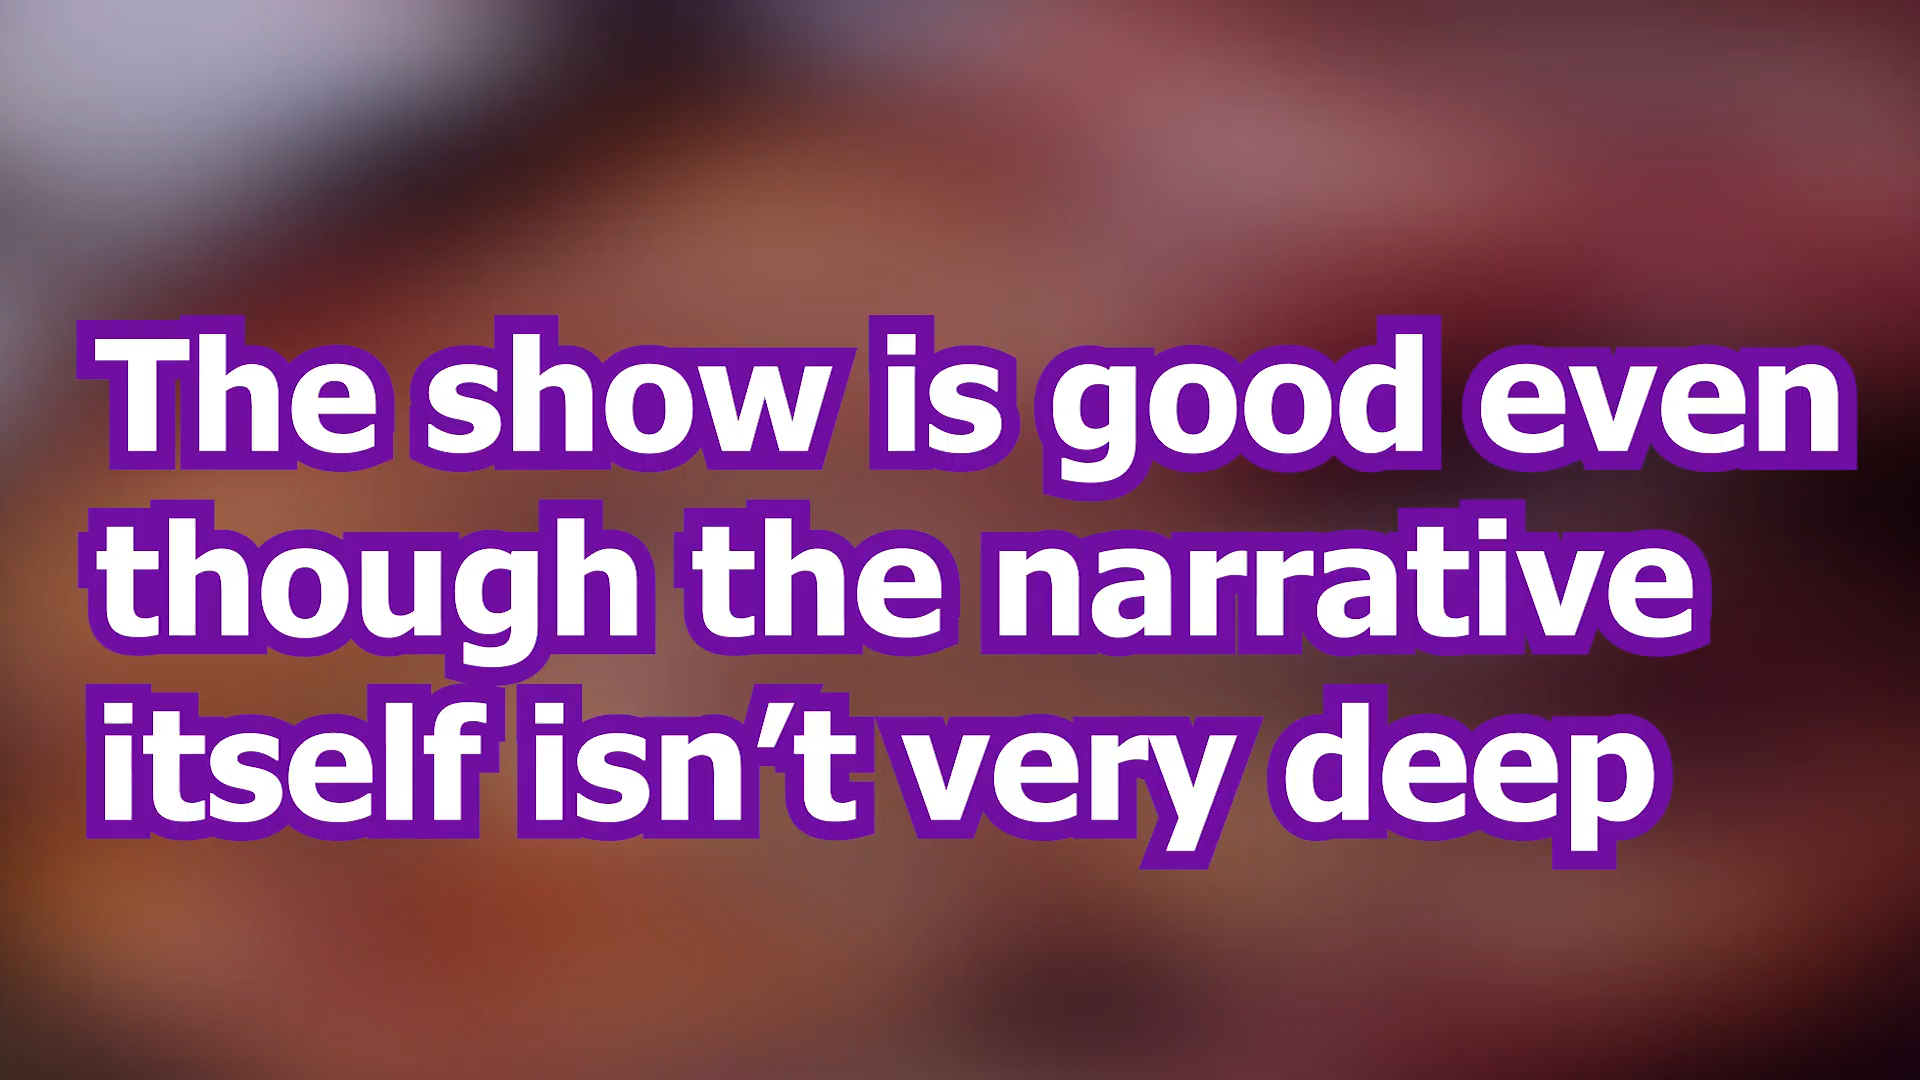 The show is good even
though the narrative
itself isn’t very deep